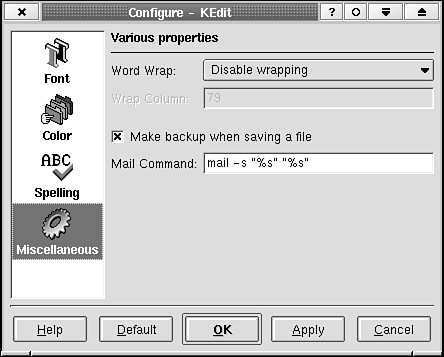 Configure - KEdit
?
Font
Color
ABC
Spelling
Miscellaneous
Various properties
Word Wrap: Disable wrapping
Wrap Column: 79
Make backup when saving a file
Mail Command: mail -s "%s" "%s"
Help Default OK Apply Cancel